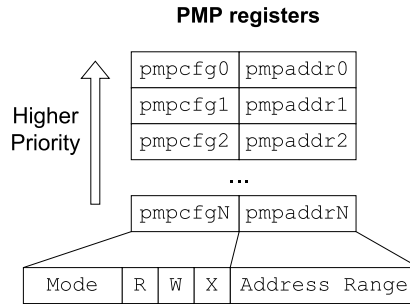 PMP registers
Higher
Priority
pmpcfg0 pmpaddr0
pmpcfg1 pmpaddr1
pmpcfg2 pmpaddr2
...
pmpcfgN pmpaddrN
Mode R W X Address Range